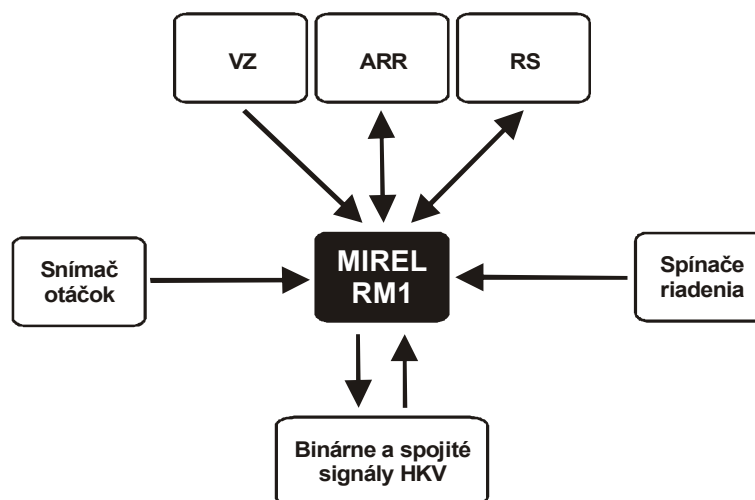 VZ
ARR
RS
MIREL
RM1
Snímač
otáčok
Spínače
riadenia
Binárne a spojité
signály HKV